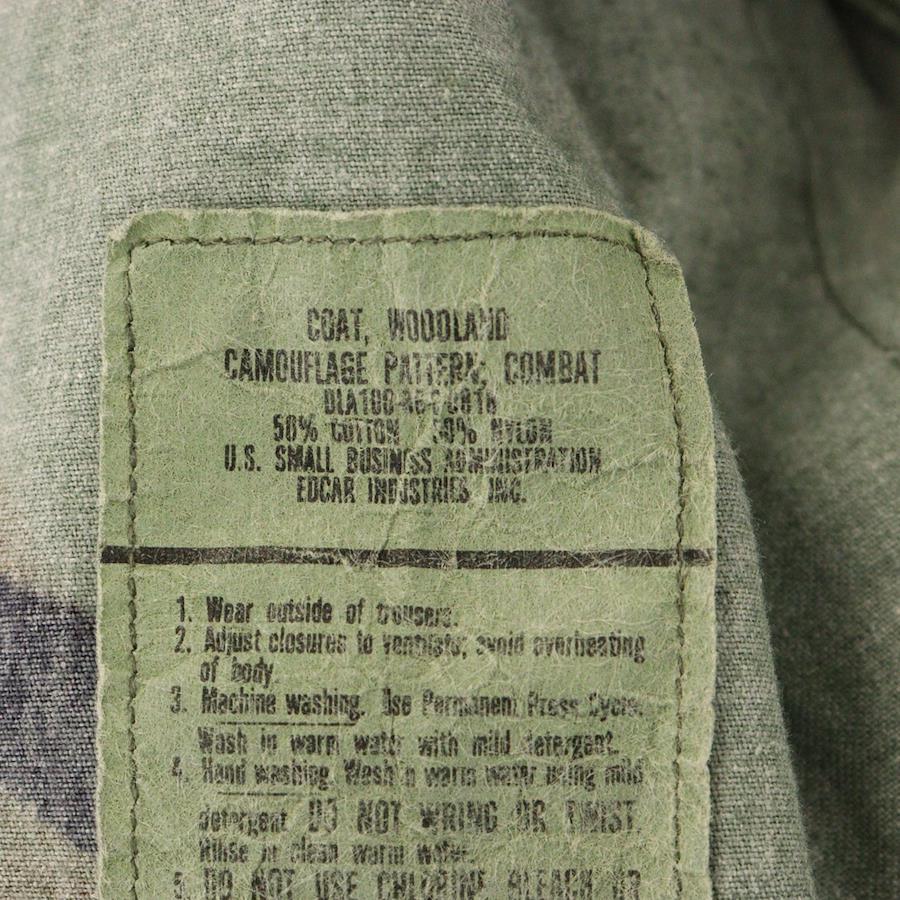 COAT, WOODLAND
CAMOUFLAGE PATTERN; COMBAT
50% COTTON 50% NYLON
U.S. SMALL BUSINESS ADMINISTRATION
EDCAR INDUSTRIES INC.
1. Wear outside of trousers.
2. Adjust closures to ventilate; avoid overheating
of body.
3. Machine washing. Use Permanent Press Cycle.
Wash in warm water with mild detergent.
4. Hand washing. Wash in warm water using mild
detergent DO NOT WRING OR TWIST.
Rinse in clean warm water.
5. DO NOT USE CHLORINE BLEACH OR